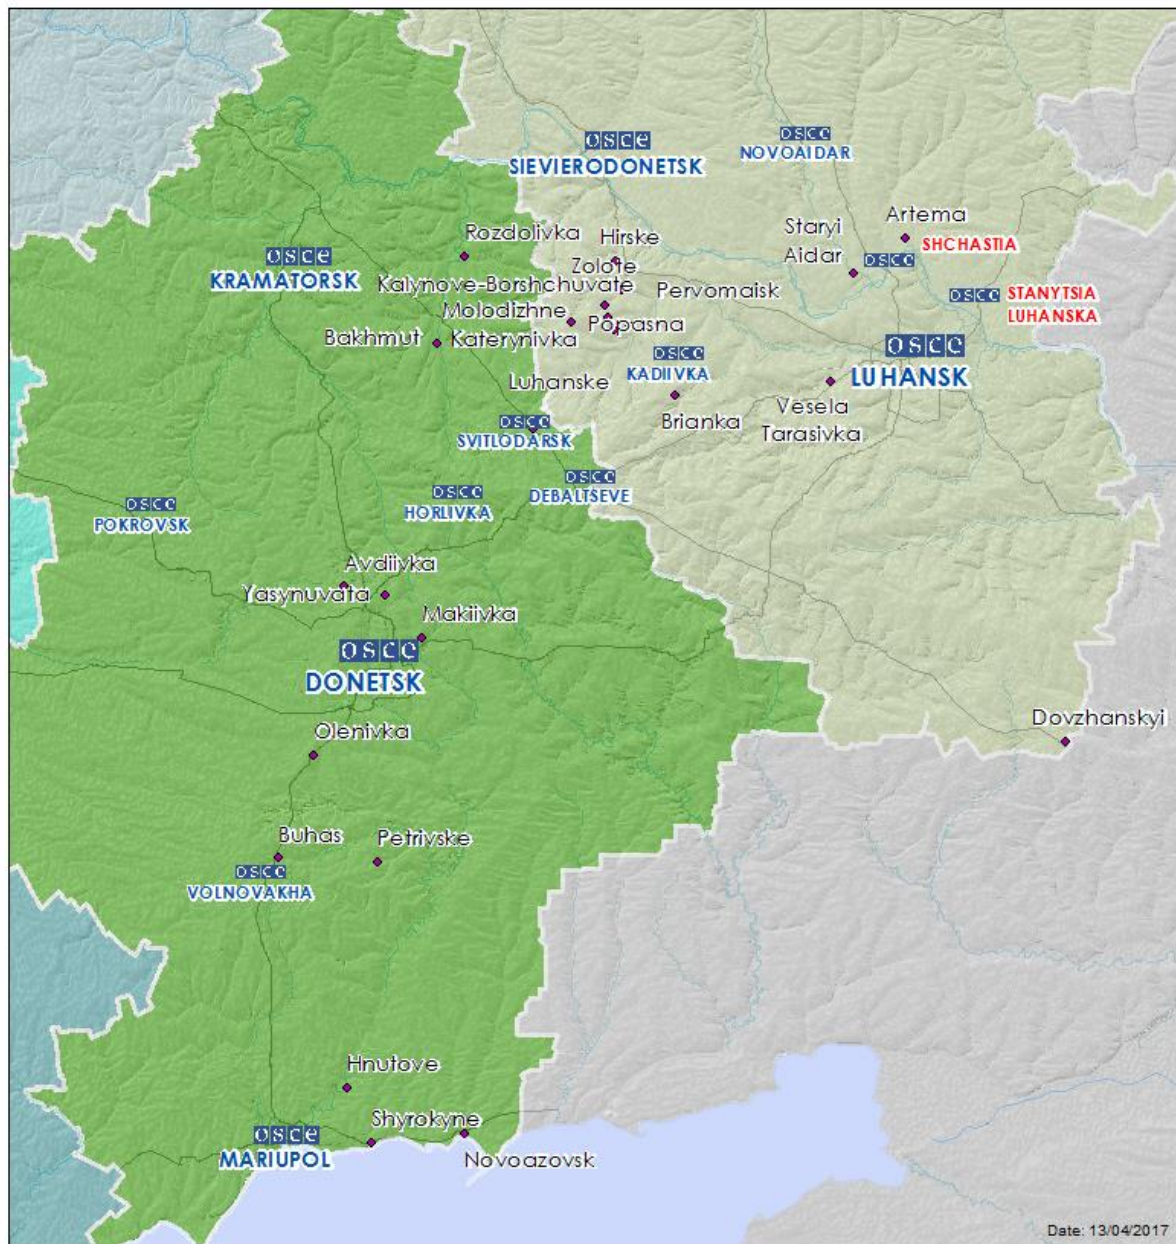 osce
SIEVIERODONETSK
osce
NOVOAIDAR
Rozdolivka
Hirske
Staryi
Aidar
Artema
SHCHASTIA
osce
osce
KRAMATORSK
Zolote
Kalynove-Borshchuvate
Pervomaisk
osce
STANYTSIA
LUHANSKA
Molodizhne
Popasna
Bakhmut
Katerynivka
osce
LUHANSK
osce
KADIIVKA
Luhanske
Brianka
Vesela
Tarasivka
osce
SVITLODARSK
osce
DEBALTSEVE
osce
HORLIVKA
osce
POKROVSK
Avdiivka
Yasynuvata
Makiivka
osce
DONETSK
Olenivka
Dovzhanskyi
Buhas
Petrivske
osce
VOLNOVAKHA
Hnutove
Shyrokyne
osce
MARIUPOL
Novoazovsk
Date: 13/04/2017